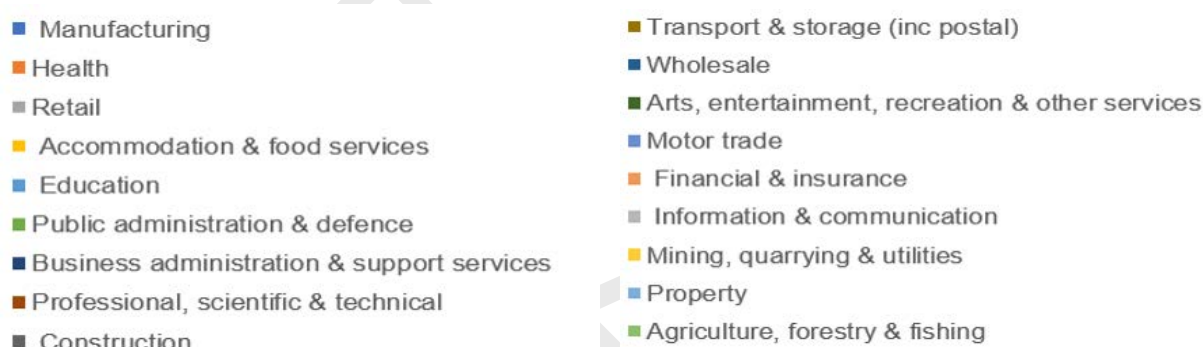 Manufacturing
Health
Retail
Accommodation & food services
Education
Public administration & defence
Business administration & support services
Professional, scientific & technical
Construction
Transport & storage (inc postal)
Wholesale
Arts, entertainment, recreation & other services
Motor trade
Financial & insurance
Information & communication
Mining, quarrying & utilities
Property
Agriculture, forestry & fishing